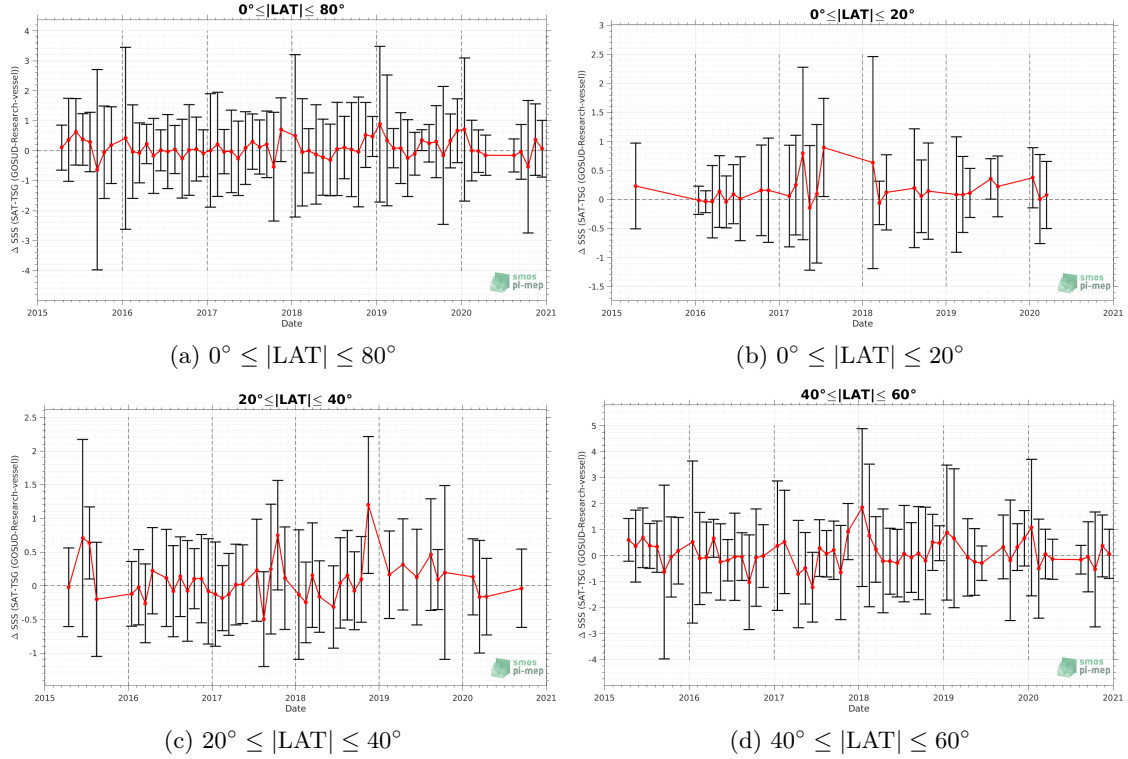 0°≤|LAT|≤ 80°
Δ SSS (SAT-TSG (GOSUD-Research-vessel))
4
3
2
1
0
-1
-2
-3
-4
2015 2016 2017 2018 2019 2020 2021
Date
smos
pi-mep
(a) 0° ≤ |LAT| ≤ 80°
0°≤|LAT|≤ 20°
Δ SSS (SAT-TSG (GOSUD-Research-vessel))
3
2.5
2
1.5
1
0.5
0
-0.5
-1
-1.5
2015 2016 2017 2018 2019 2020 2021
Date
smos
pi-mep
(b) 0° ≤ |LAT| ≤ 20°
20°≤|LAT|≤ 40°
Δ SSS (SAT-TSG (GOSUD-Research-vessel))
2.5
2
1.5
1
0.5
0
-0.5
-1
2015 2016 2017 2018 2019 2020 2021
Date
smos
pi-mep
(c) 20° ≤ |LAT| ≤ 40°
40°≤|LAT|≤ 60°
Δ SSS (SAT-TSG (GOSUD-Research-vessel))
5
4
3
2
1
0
-1
-2
-3
-4
2015 2016 2017 2018 2019 2020 2021
Date
smos
pi-mep
(d) 40° ≤ |LAT| ≤ 60°